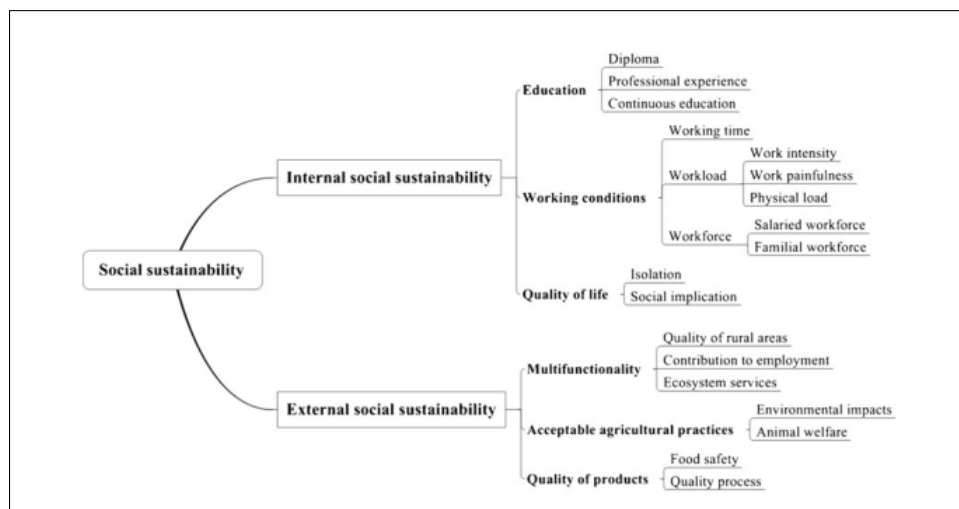 Social sustainability
Internal social sustainability
Education
Diploma
Professional experience
Continuous education
Working conditions
Working time
Workload
Work intensity
Work painfulness
Physical load
Workforce
Salaried workforce
Familial workforce
Quality of life
Isolation
Social implication
External social sustainability
Multifunctionality
Quality of rural areas
Contribution to employment
Ecosystem services
Acceptable agricultural practices
Environmental impacts
Animal welfare
Quality of products
Food safety
Quality process